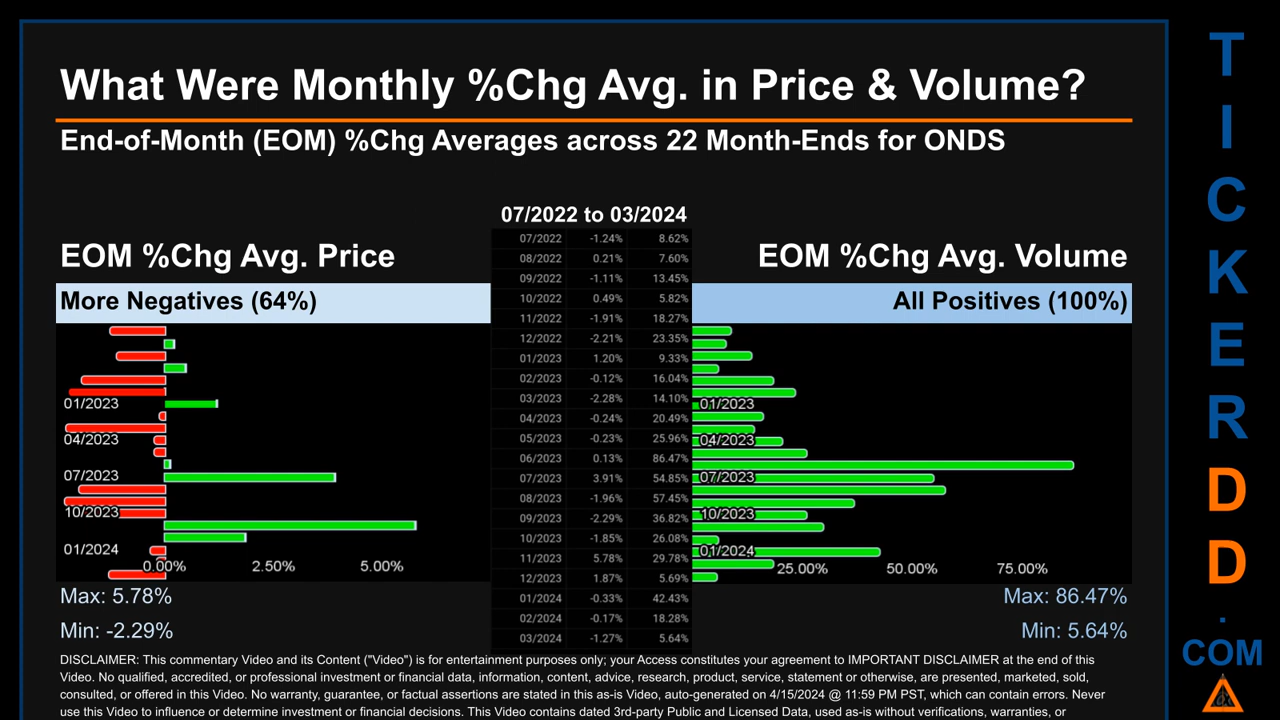 What Were Monthly %Chg Avg. in Price & Volume?
End-of-Month (EOM) %Chg Averages across 22 Month-Ends for ONDS
07/2022 to 03/2024
EOM %Chg Avg. Price
EOM %Chg Avg. Volume
More Negatives (64%)
All Positives (100%)
07/2022 -1.24% 8.62%
08/2022 0.21% 7.60%
09/2022 -1.11% 13.45%
10/2022 0.49% 5.82%
11/2022 -1.91% 18.27%
12/2022 -2.21% 23.35%
01/2023 1.20% 9.33%
02/2023 -0.12% 16.04%
03/2023 -2.28% 14.10%
04/2023 -0.24% 20.49%
05/2023 -0.23% 25.96%
06/2023 0.13% 86.47%
07/2023 3.91% 54.85%
08/2023 -1.96% 57.45%
09/2023 -2.29% 36.82%
10/2023 -1.85% 26.08%
11/2023 5.78% 29.78%
12/2023 1.87% 5.69%
01/2024 -0.33% 42.43%
02/2024 -0.17% 18.28%
03/2024 -1.27% 5.64%
01/2023
04/2023
07/2023
10/2023
01/2024
0.00% 2.50% 5.00%
01/2023
04/2023
07/2023
10/2023
01/2024
25.00% 50.00% 75.00%
Max: 5.78%
Min: -2.29%
Max: 86.47%
Min: 5.64%
DISCLAIMER: This commentary Video and its Content ("Video") is for entertainment purposes only; your Access constitutes your agreement to IMPORTANT DISCLAIMER at the end of this
Video. No qualified, accredited, or professional investment or financial data, information, content, advice, research, product, service, statement or otherwise, are presented, marketed, sold,
consulted, or offered in this Video. No warranty, guarantee, or factual assertions are stated in this as-is Video, auto-generated on 4/15/2024 @ 11:59 PM PST, which can contain errors. Never
use this Video to influence or determine investment or financial decisions. This Video contains dated 3rd-party Public and Licensed Data, used as-is without verifications, warranties, or
T
I
C
K
E
R
D
D
.
COM